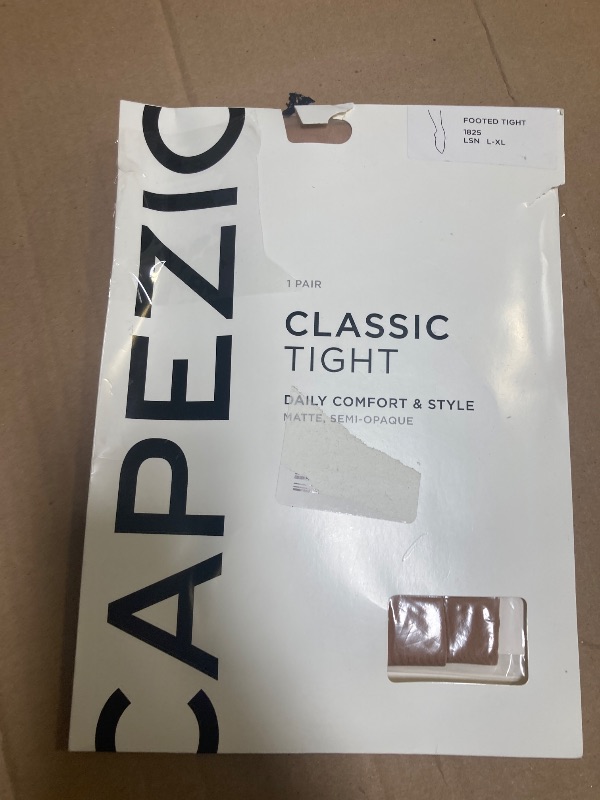 CAPEZIO
FOOTED TIGHT
1825
LSN L-XL
1 PAIR
CLASSIC
TIGHT
DAILY COMFORT & STYLE
MATTE, SEMI-OPAQUE